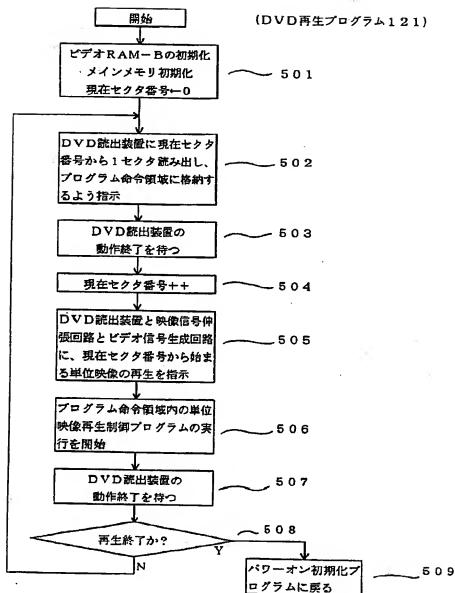 開始
(DVD再生プログラム121)
ビデオRAM-Bの初期化
メインメモリ初期化
現在セクタ番号←0
501
DVD読出装置に現在セクタ
番号から1セクタ読み出し、
プログラム命令領域に格納す
るよう指示
502
DVD読出装置の
動作終了を待つ
503
現在セクタ番号++
504
DVD読出装置と映像信号伸
張回路とビデオ信号生成回路
に、現在セクタ番号から始ま
る単位映像の再生を指示
505
プログラム命令領域内の単位
映像再生制御プログラムの実
行を開始
506
DVD読出装置の
動作終了を待つ
507
再生終了か?
508
Y
N
パワーオン初期化プ
ログラムに戻る
509